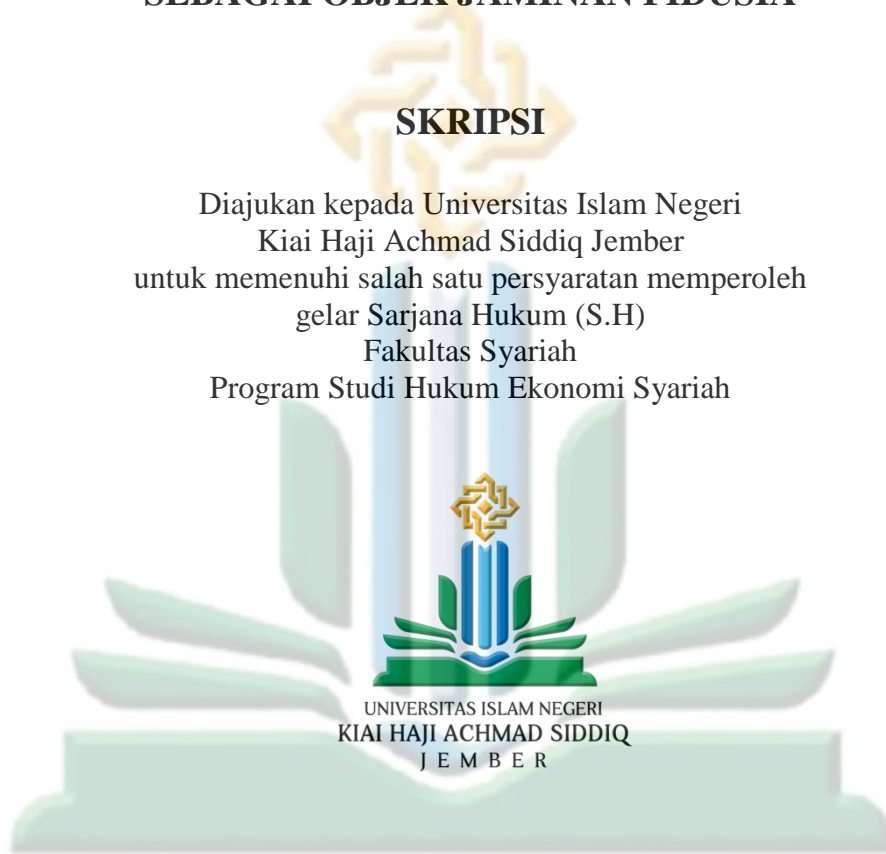 SEBAGAI OBJEK JAMINAN FIDUSIA
SKRIPSI
Diajukan kepada Universitas Islam Negeri
Kiai Haji Achmad Siddiq Jember
untuk memenuhi salah satu persyaratan memperoleh
gelar Sarjana Hukum (S.H)
Fakultas Syariah
Program Studi Hukum Ekonomi Syariah
UNIVERSITAS ISLAM NEGERI
KIAI HAJI ACHMAD SIDDIQ
JEMBER